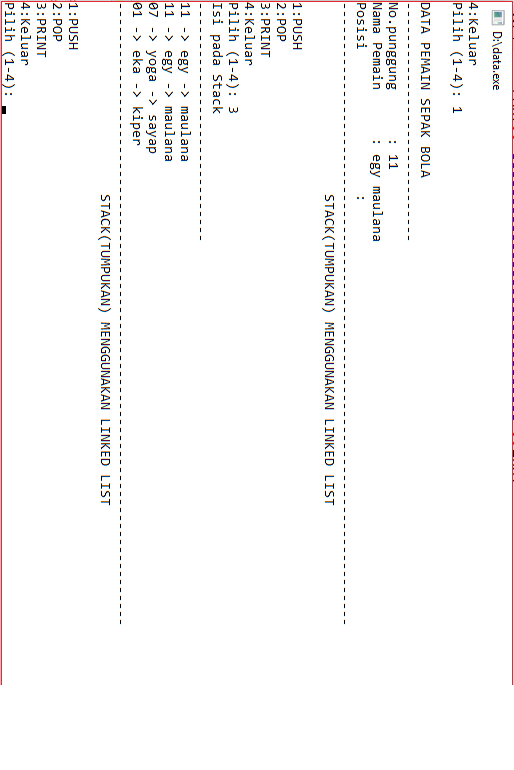 D:\data.exe
4:Keluar
Pilih (1-4): 1
DATA PEMAIN SEPAK BOLA
----------------------------
No.punggung : 11
Nama Pemain : egy maulana
Posisi :
------------------------------------------------------------------------------
STACK(TUMPUKAN) MENGGUNAKAN LINKED LIST
1:PUSH
2:POP
3:PRINT
4:Keluar
Pilih (1-4): 3
Isi pada Stack
----------------------------
11 -> egy -> maulana
11 -> egy -> maulana
07 -> yoga -> sayap
01 -> eka -> kiper
------------------------------------------------------------------------------
STACK(TUMPUKAN) MENGGUNAKAN LINKED LIST
1:PUSH
2:POP
3:PRINT
4:Keluar
Pilih (1-4):